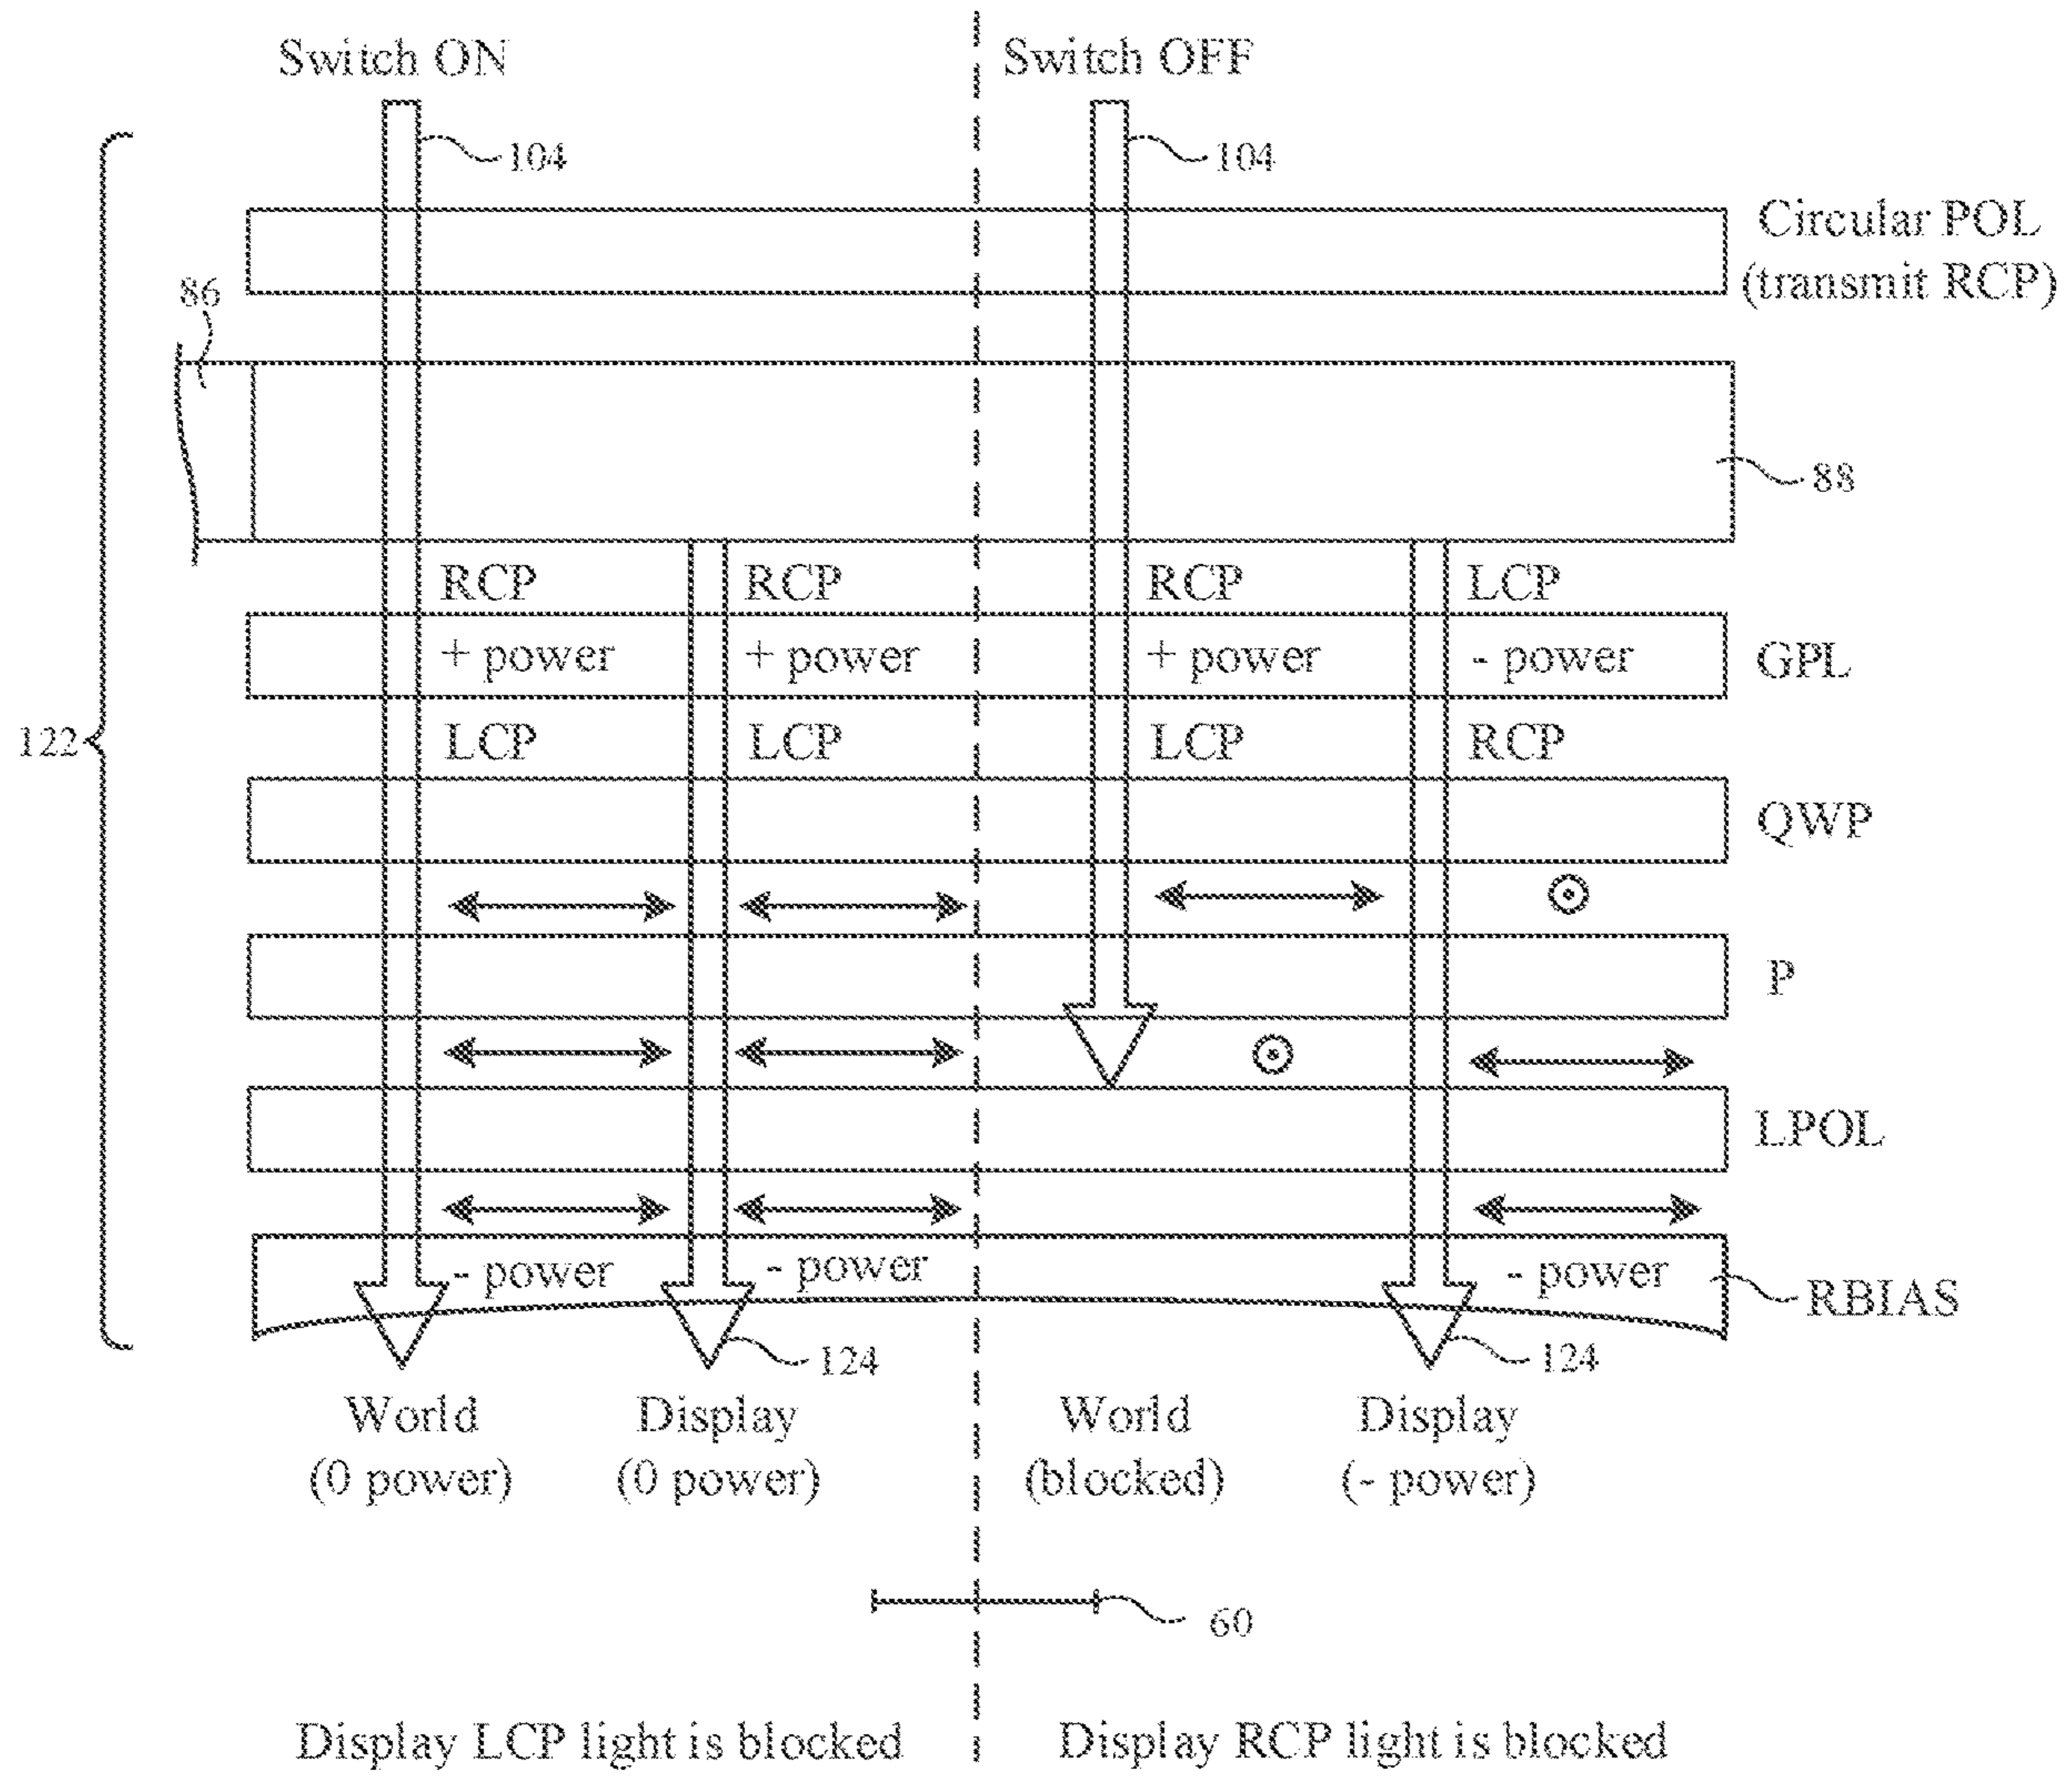 Switch ON
Switch OFF
104
104
Circular POL
(transmit RCP)
86
88
RCP
RCP
RCP
LCP
+ power
+ power
+ power
- power
GPL
122
LCP
LCP
LCP
RCP
QWP
P
LPOL
- power
- power
- power
RBIAS
124
124
World
(0 power)
Display
(0 power)
World
(blocked)
Display
(- power)
60
Display LCP light is blocked
Display RCP light is blocked